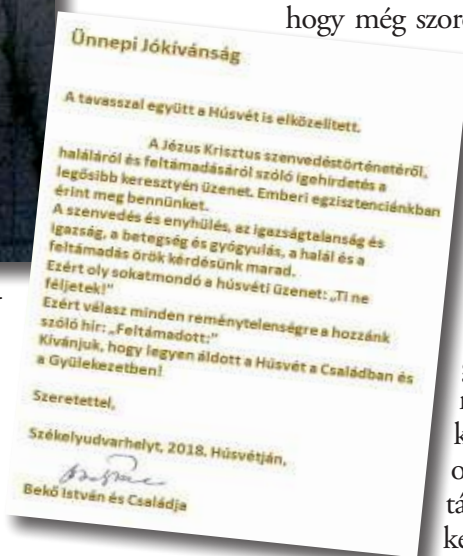 hogy még szor
Ünnepi Jókívánság
A tavasszal együtt a Húsvét is elközelített.
A Jézus Krisztus szenvedéstörténetéről,
haláláról és feltámadásáról szóló igehirdetés a
legősibb keresztyén üzenet. Emberi egzisztenciánkban
érint meg bennünket.
A szenvedés és enyhülés, az igazságtalanság és
igazság, a betegség és gyógyulás, a halál és a
feltámadás örök kérdésünk marad.
Ezért oly sokatmondó a húsvéti üzenet: „Ti ne
féljetek!"
Ezért válasz minden reménytelenségre a hozzánk
szóló hír: „Feltámadott:"
Kívánjuk, hogy legyen áldott a Húsvét a Családban és
a Gyülekezetben!
Szeretettel,
Székelyudvarhelyt, 2018. Húsvétján,
Bekő István és Családja
k
o
tá
ke